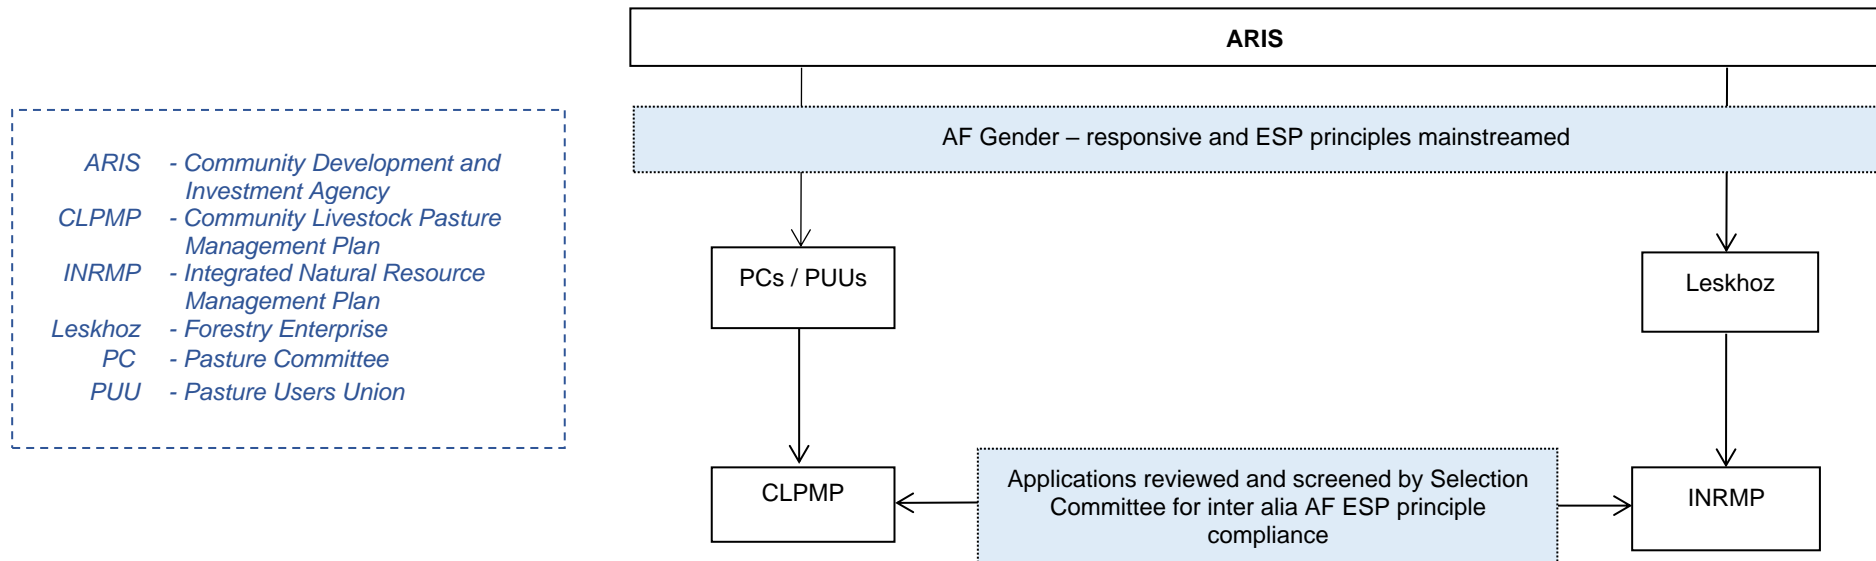 ARIS
AF Gender – responsive and ESP principles mainstreamed
ARIS - Community Development and
Investment Agency
CLPMP - Community Livestock Pasture
Management Plan
INRMP - Integrated Natural Resource
Management Plan
Leskhoz - Forestry Enterprise
PC - Pasture Committee
PUU - Pasture Users Union
PCs / PUUs
Leskhoz
CLPMP
Applications reviewed and screened by Selection
Committee for inter alia AF ESP principle
compliance
INRMP